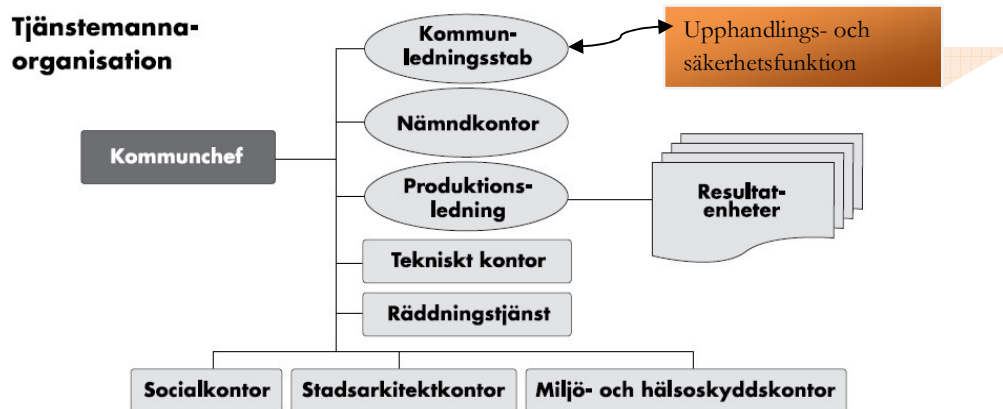 Tjänstemanna-
organisation
Kommun-
ledningsstab
Upphandlings- och
säkerhetsfunktion
Nämndkontor
Kommunchef
Produktions-
ledning
Resultat-
enheter
Tekniskt kontor
Räddningstjänst
Socialkontor
Stadsarkitektkontor
Miljö- och hälsoskyddskontor